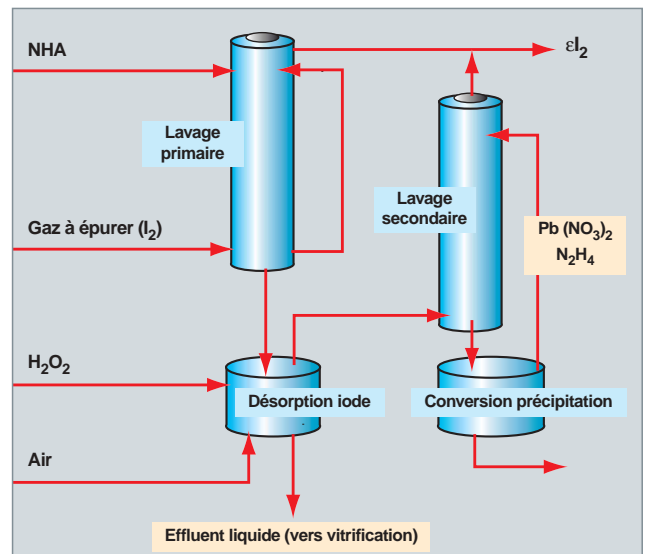 NHA
εI₂
Lavage
primaire
Lavage
secondaire
Gaz à épurer (I₂)
Pb (NO₃)₂
N₂H₄
H₂O₂
Désorption iode
Conversion précipitation
Air
Effluent liquide (vers vitrification)